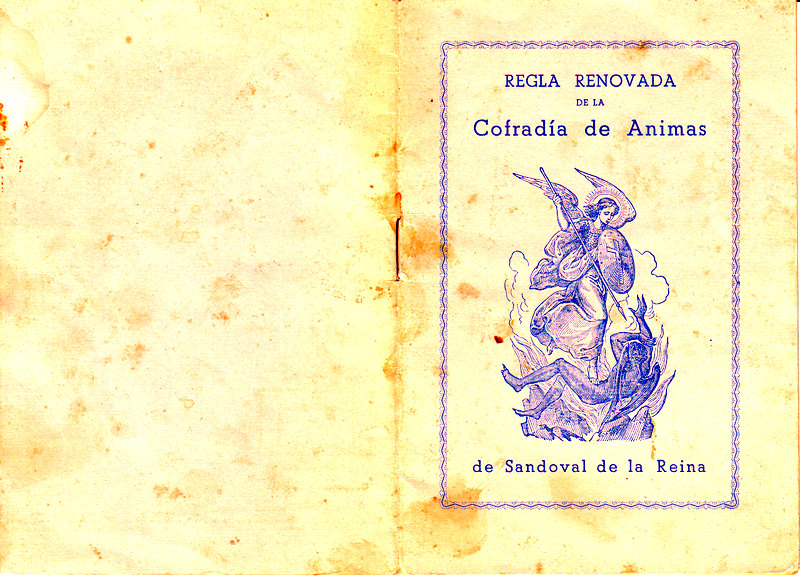 REGLA RENOVADA
DE LA
Cofradía de Animas
de Sandoval de la Reina